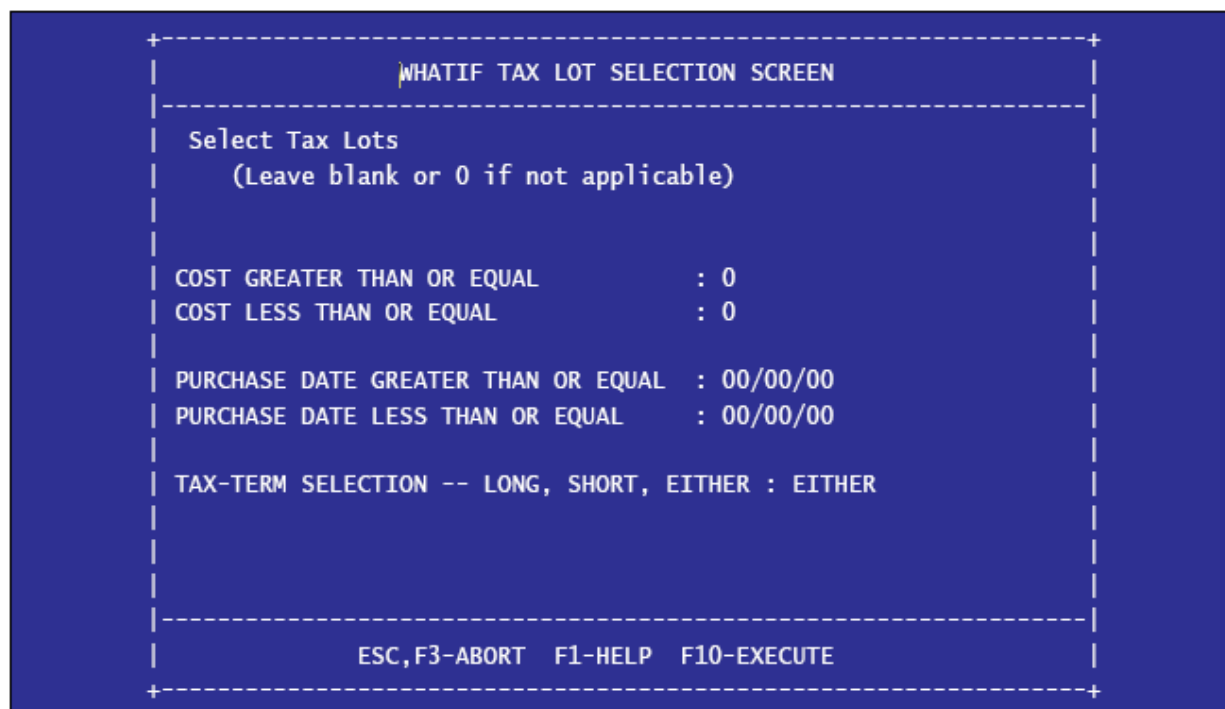 WHATIF TAX LOT SELECTION SCREEN
Select Tax Lots
(Leave blank or 0 if not applicable)
COST GREATER THAN OR EQUAL : 0
COST LESS THAN OR EQUAL : 0
PURCHASE DATE GREATER THAN OR EQUAL : 00/00/00
PURCHASE DATE LESS THAN OR EQUAL : 00/00/00
TAX-TERM SELECTION -- LONG, SHORT, EITHER : EITHER
ESC,F3-ABORT F1-HELP F10-EXECUTE